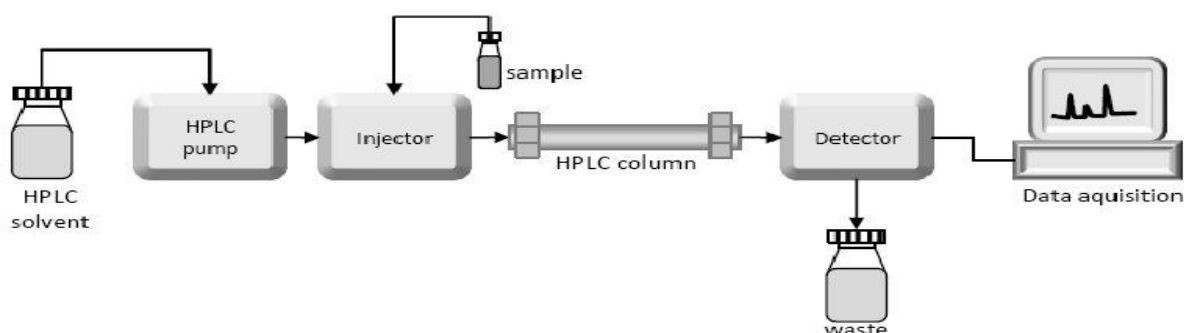 HPLC
solvent
HPLC
pump
Injector
sample
HPLC column
Detector
waste
Data aquisition